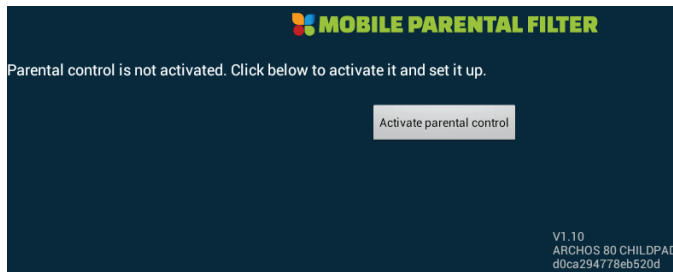 MOBILE PARENTAL FILTER
Parental control is not activated. Click below to activate it and set it up.
Activate parental control
V1.10
ARCHOS 80 CHILDPAD
d0ca294778eb520d